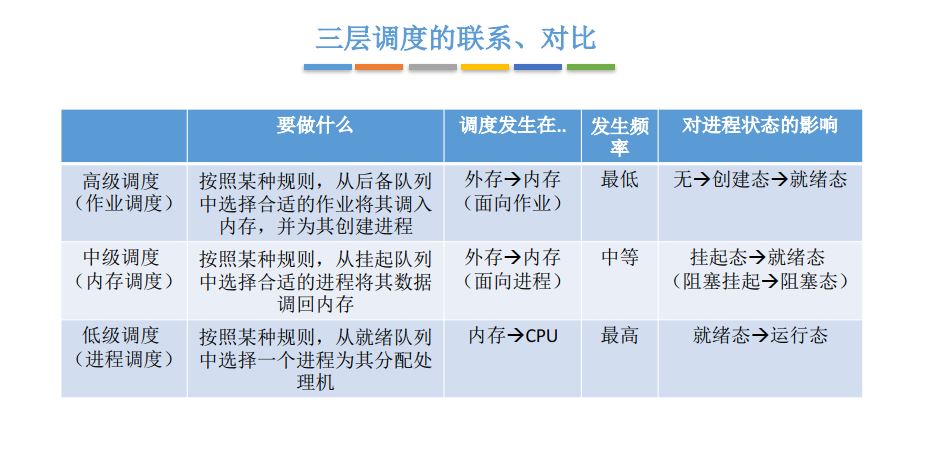 三层调度的联系、对比
要做什么
调度发生在..
发生频
率
对进程状态的影响
高级调度
（作业调度）
按照某种规则，从后备队列
中选择合适的作业将其调入
内存，并为其创建进程
外存→内存
（面向作业）
最低
无→创建态→就绪态
中级调度
（内存调度）
按照某种规则，从挂起队列
中选择合适的进程将其数据
调回内存
外存→内存
（面向进程）
中等
挂起态→就绪态
（阻塞挂起→阻塞态）
低级调度
（进程调度）
按照某种规则，从就绪队列
中选择一个进程为其分配处
理机
内存→CPU
最高
就绪态→运行态